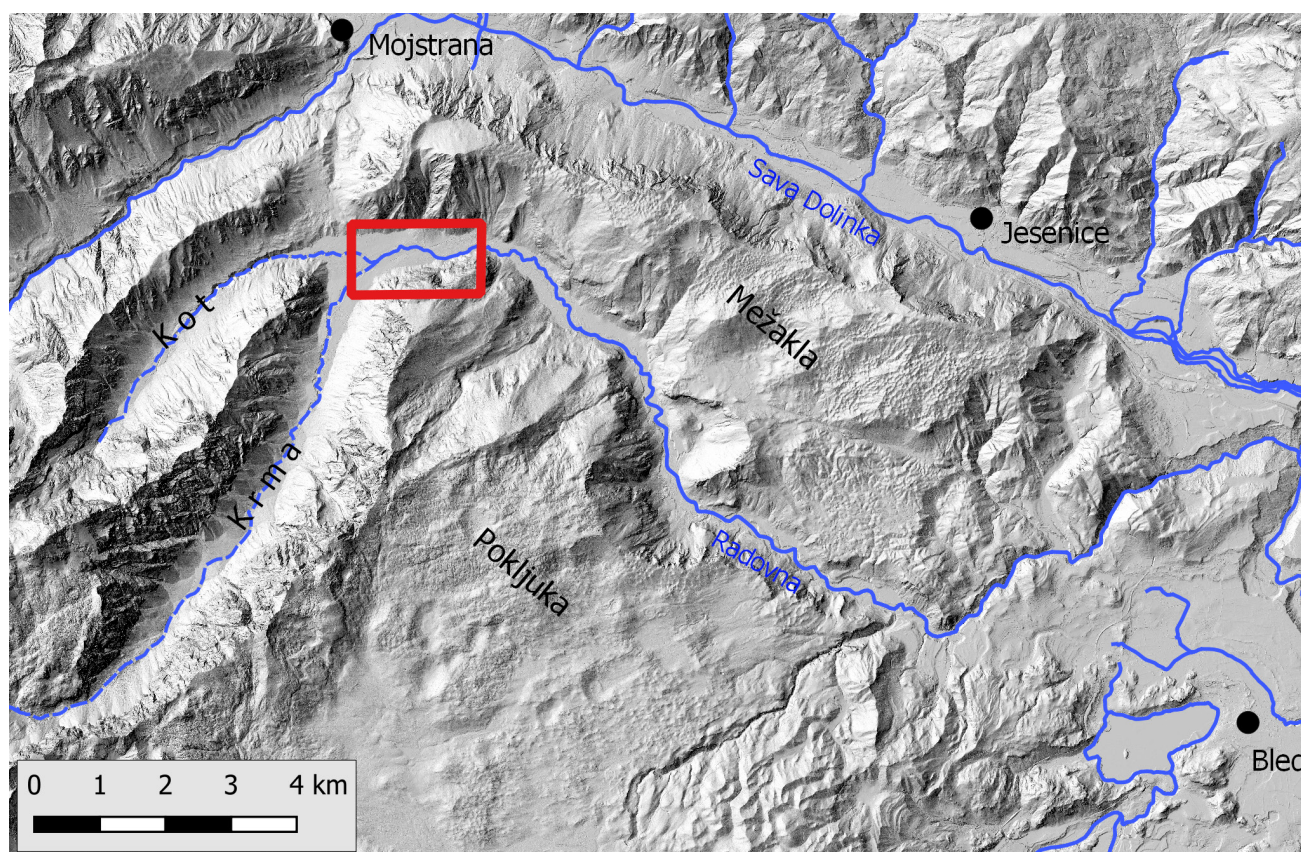 Mojstrana
Sava Dolinka
Jesenice
Kot
Mežakla
Krma
Pokljuka
Radovna
Bled
0 1 2 3 4 km